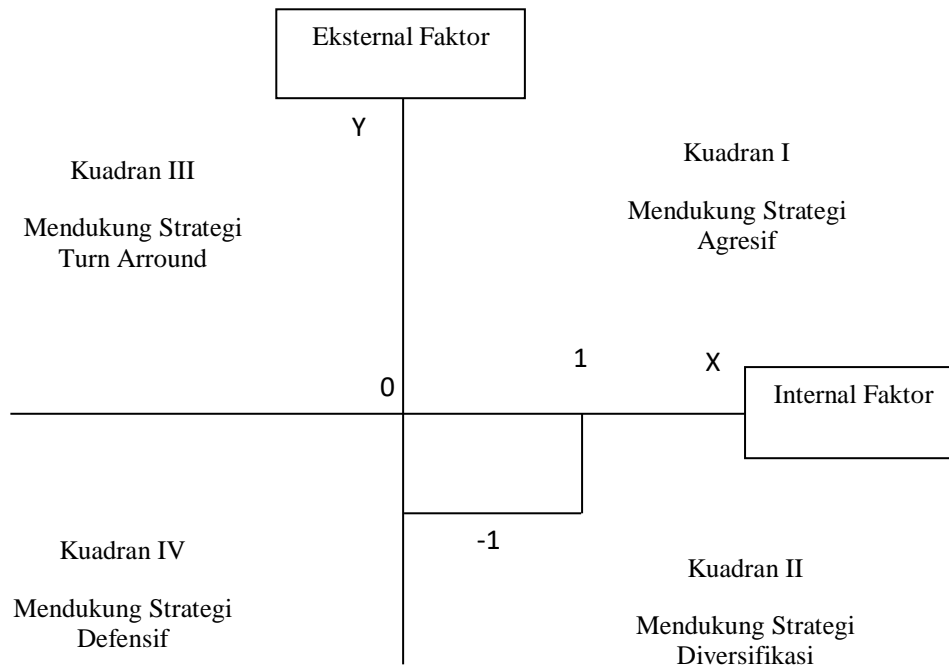 Eksternal Faktor
Y
Kuadran I
Kuadran III
Mendukung Strategi
Agresif
Mendukung Strategi
Turn Arround
1
X
0
Internal Faktor
-1
Kuadran IV
Kuadran II
Mendukung Strategi
Defensif
Mendukung Strategi
Diversifikasi